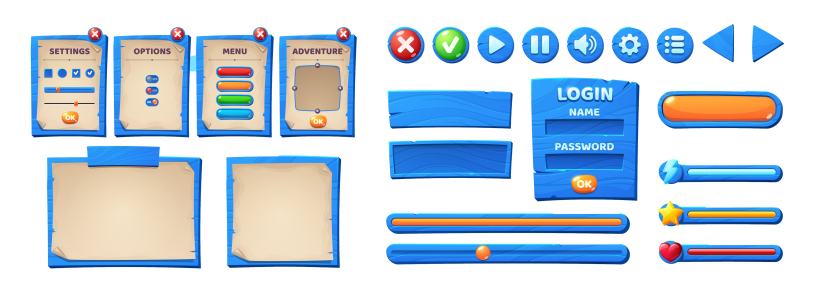 SETTINGS
OK
OPTIONS
MENU
ADVENTURE
OK
LOGIN
NAME
PASSWORD
OK